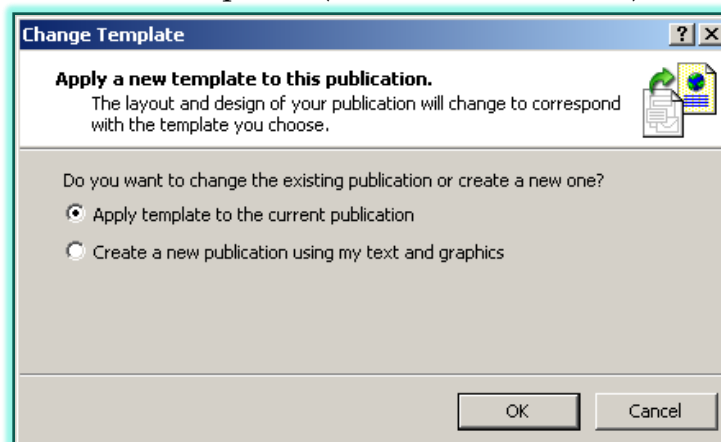 Change Template
Apply a new template to this publication.
The layout and design of your publication will change to correspond
with the template you choose.
Do you want to change the existing publication or create a new one?
Apply template to the current publication
Create a new publication using my text and graphics
OK Cancel